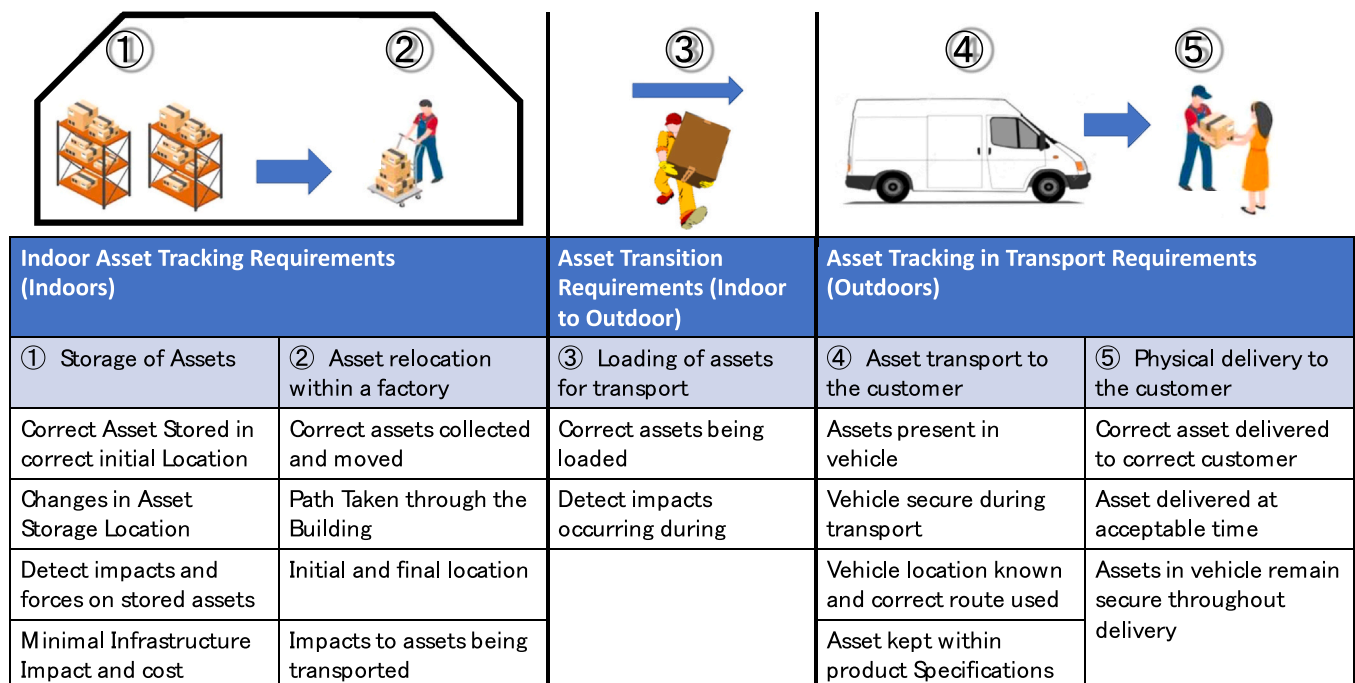 ① ② ③ ④ ⑤
Indoor Asset Tracking Requirements
(Indoors)
Asset Transition
Requirements (Indoor
to Outdoor)
Asset Tracking in Transport Requirements
(Outdoors)
① Storage of Assets
② Asset relocation
within a factory
③ Loading of assets
for transport
④ Asset transport to
the customer
⑤ Physical delivery to
the customer
Correct Asset Stored in
correct initial Location
Correct assets collected
and moved
Correct assets being
loaded
Assets present in
vehicle
Correct asset delivered
to correct customer
Changes in Asset
Storage Location
Path Taken through the
Building
Detect impacts
occurring during
Vehicle secure during
transport
Asset delivered at
acceptable time
Detect impacts and
forces on stored assets
Initial and final location
Vehicle location known
and correct route used
Assets in vehicle remain
secure throughout
delivery
Minimal Infrastructure
Impact and cost
Impacts to assets being
transported
Asset kept within
product Specifications